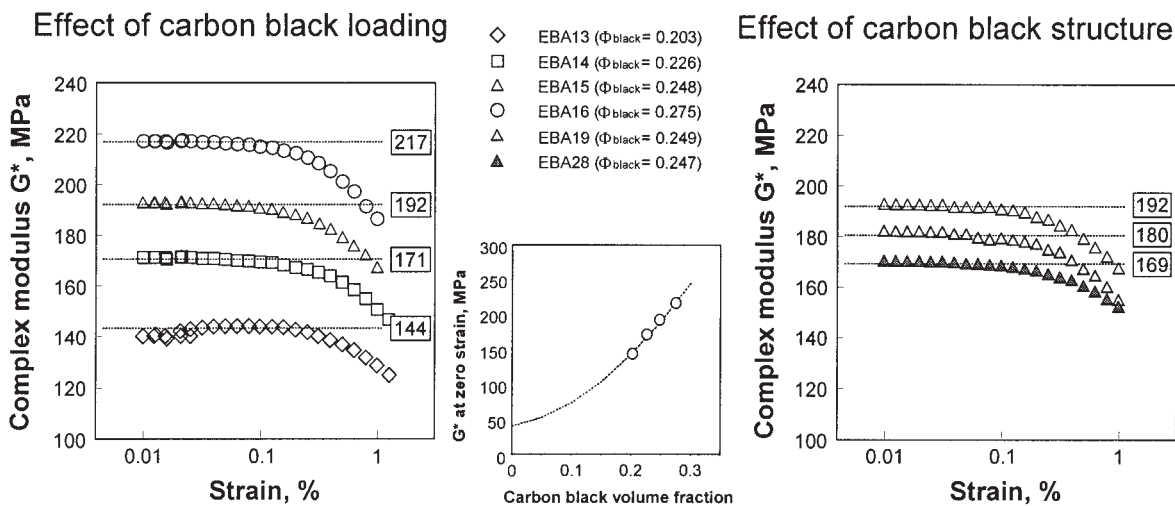 Effect of carbon black loading
Complex modulus G*, MPa
240
220
200
180
160
140
120
100
217
192
171
144
0.01
0.1
1
Strain, %
EBA13 (Φblack= 0.203)
EBA14 (Φblack= 0.226)
EBA15 (Φblack= 0.248)
EBA16 (Φblack= 0.275)
EBA19 (Φblack= 0.249)
EBA28 (Φblack= 0.247)
G* at zero strain, MPa
300
250
200
150
100
50
0
0
0.1
0.2
0.3
Carbon black volume fraction
Effect of carbon black structure
Complex modulus G*, MPa
240
220
200
180
160
140
120
100
192
180
169
0.01
0.1
1
Strain, %